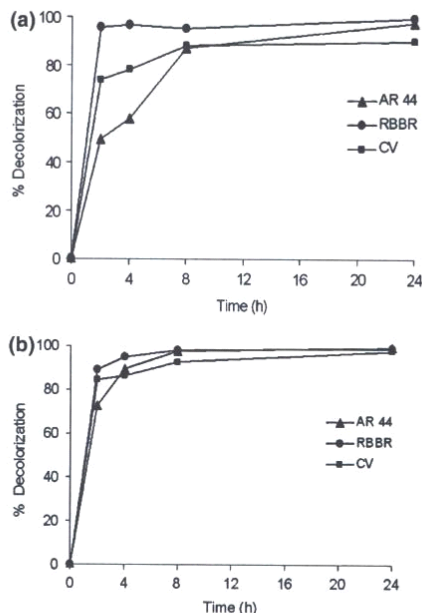 (a)
100
80
60
40
20
0
% Decolorization
AR 44
RBBR
CV
0 4 8 12 16 20 24
Time (h)
(b)
100
80
60
40
20
0
% Decolorization
AR 44
RBBR
CV
0 4 8 12 16 20 24
Time (h)